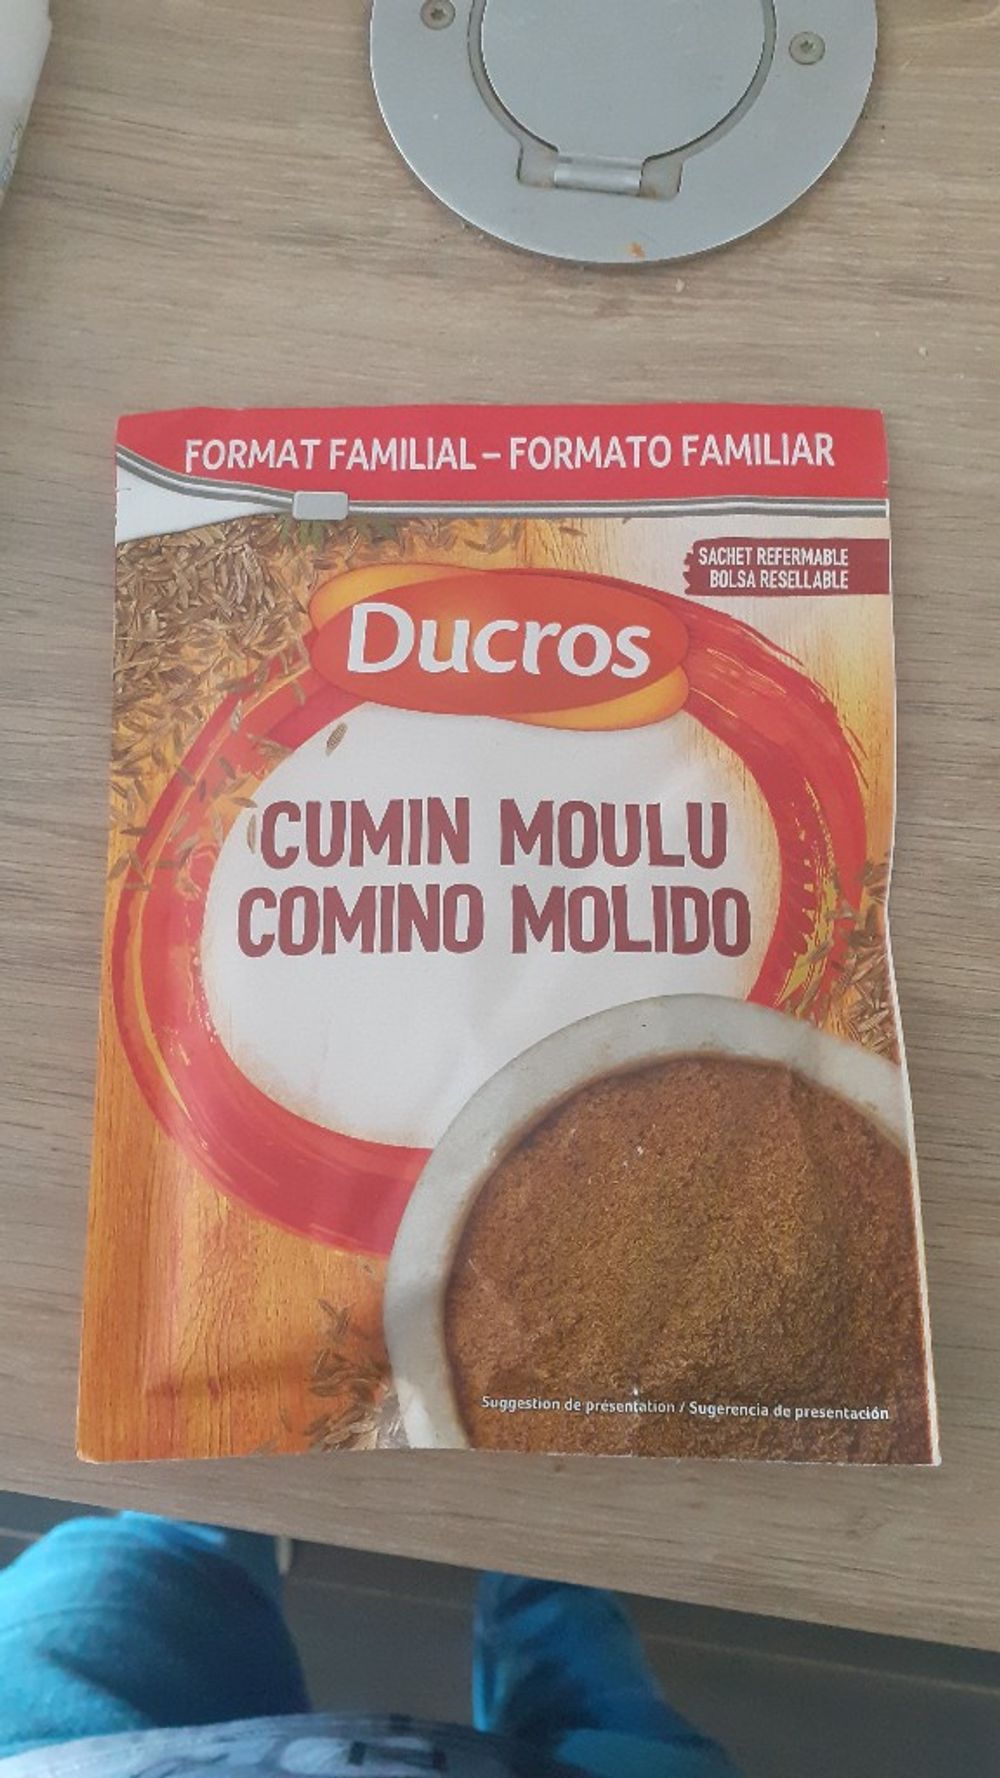 FORMAT FAMILIAL – FORMATO FAMILIAR
SACHET REFERMABLE
BOLSA RESELLABLE
Ducros
CUMIN MOULU
COMINO MOLIDO
Suggestion de présentation / Sugerencia de presentación